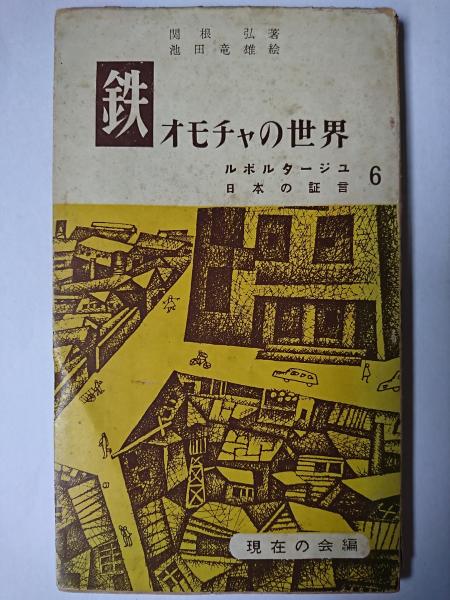 関根弘著
池田竜雄絵
鉄
オモチャの世界
ルポルタージュ
日本の証言
6
現在の会編